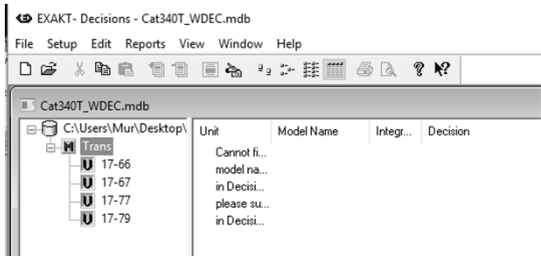 EXAKT- Decisions - Cat340T_WDEC.mdb
File Setup Edit Reports View Window Help
Cat340T_WDEC.mdb
C:\Users\Mur\Desktop\
Trans
17-66
17-67
17-77
17-79
Unit Model Name Integr... Decision
Cannot fi...
model na...
in Decisi...
please su...
in Decisi...